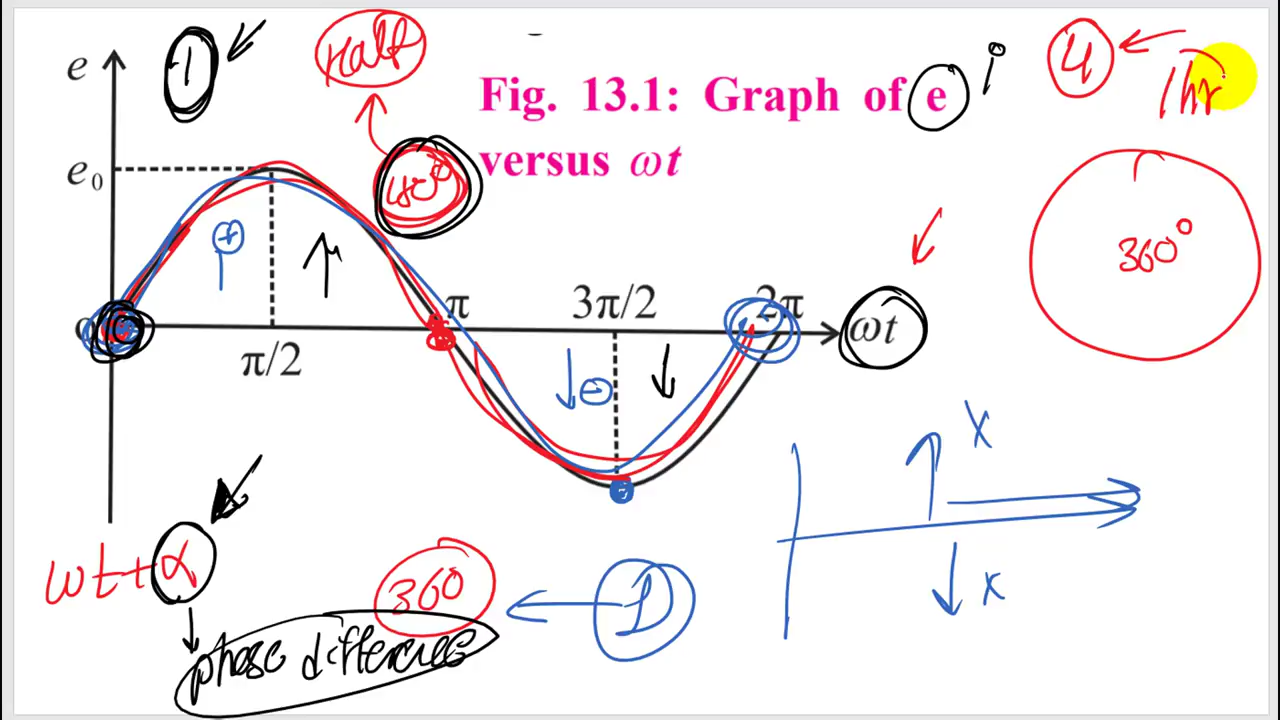 1
Half
4
1hr
e
Fig. 13.1: Graph of e i
e₀
180°
versus ωt
360°
+
o
π
3π/2
2π
ωt
π/2
−
x
ωt+α
360
1
x
phase difference